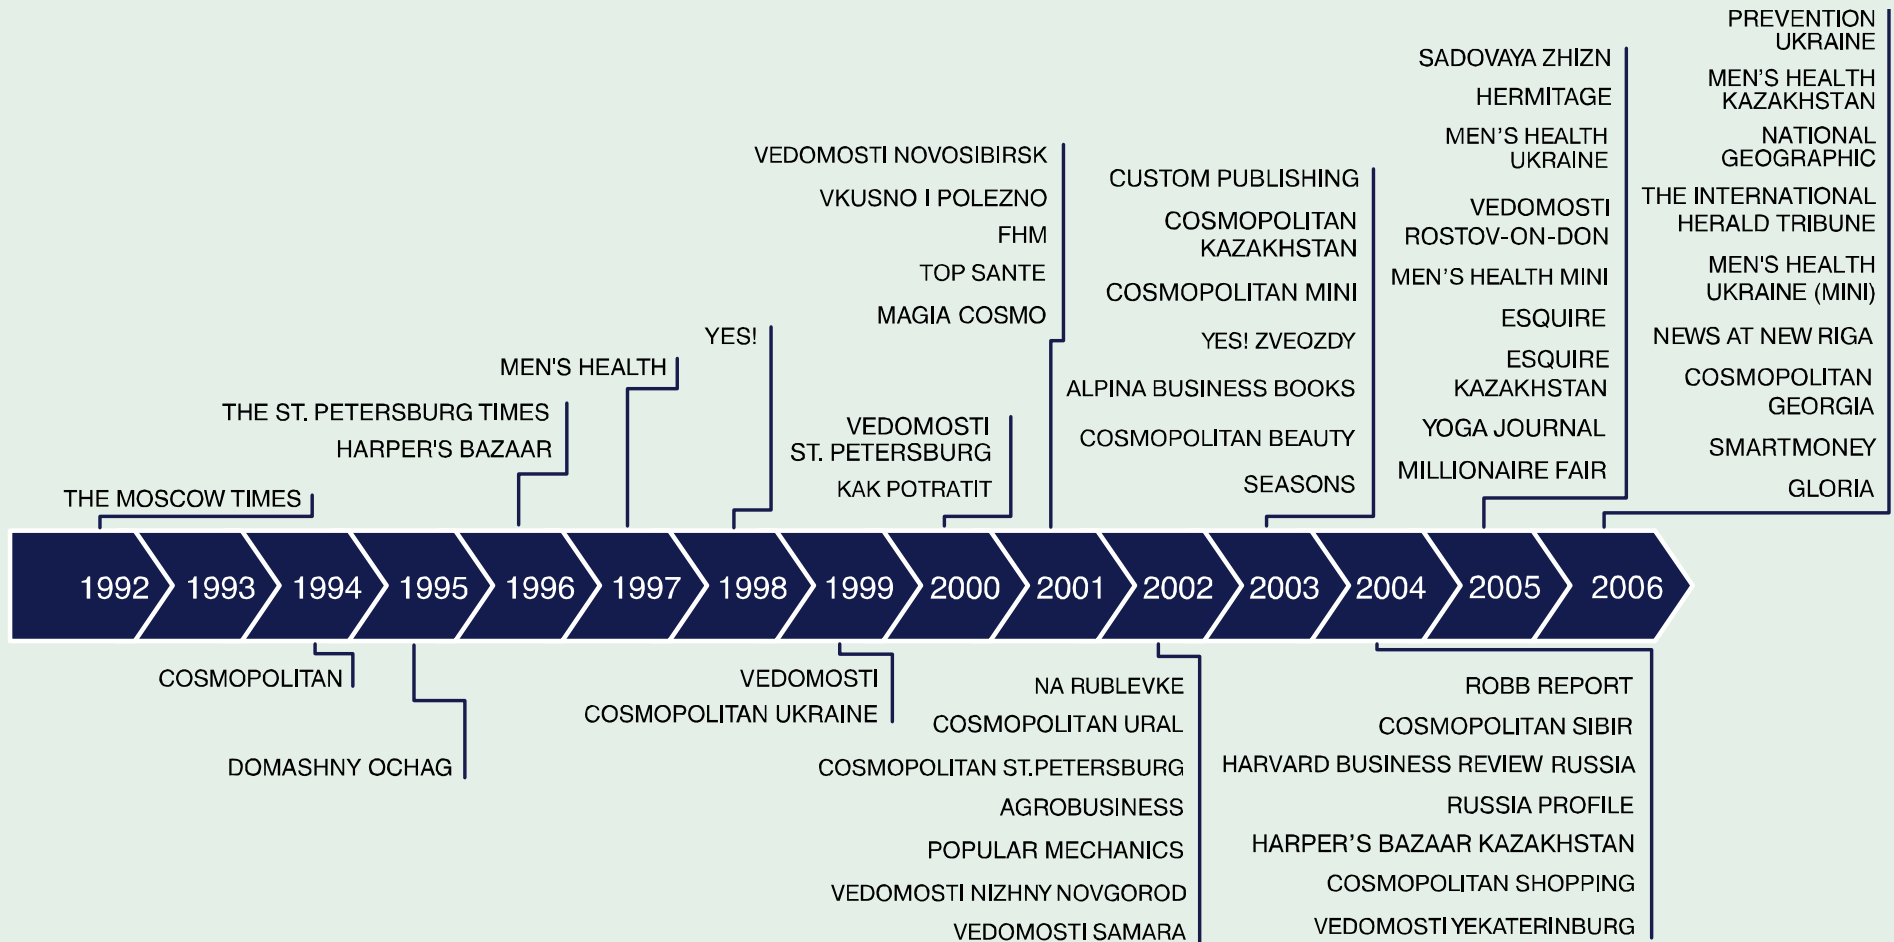 PREVENTION
UKRAINE
MEN'S HEALTH
KAZAKHSTAN
NATIONAL
GEOGRAPHIC
THE INTERNATIONAL
HERALD TRIBUNE
MEN'S HEALTH
UKRAINE (MINI)
NEWS AT NEW RIGA
COSMOPOLITAN
GEORGIA
SMARTMONEY
GLORIA
SADOVAYA ZHIZN
HERMITAGE
MEN'S HEALTH
UKRAINE
VEDOMOSTI
ROSTOV-ON-DON
MEN'S HEALTH MINI
ESQUIRE
ESQUIRE
KAZAKHSTAN
YOGA JOURNAL
MILLIONAIRE FAIR
CUSTOM PUBLISHING
COSMOPOLITAN
KAZAKHSTAN
COSMOPOLITAN MINI
YES! ZVEOZDY
ALPINA BUSINESS BOOKS
COSMOPOLITAN BEAUTY
SEASONS
VEDOMOSTI NOVOSIBIRSK
VKUSNO I POLEZNO
FHM
TOP SANTE
MAGIA COSMO
VEDOMOSTI
ST. PETERSBURG
KAK POTRATIT
YES!
MEN'S HEALTH
THE ST. PETERSBURG TIMES
HARPER'S BAZAAR
THE MOSCOW TIMES
1992 1993 1994 1995 1996 1997 1998 1999 2000 2001 2002 2003 2004 2005 2006
COSMOPOLITAN
DOMASHNY OCHAG
VEDOMOSTI
COSMOPOLITAN UKRAINE
NA RUBLEVKE
COSMOPOLITAN URAL
COSMOPOLITAN ST.PETERSBURG
AGROBUSINESS
POPULAR MECHANICS
VEDOMOSTI NIZHNY NOVGOROD
VEDOMOSTI SAMARA
ROBB REPORT
COSMOPOLITAN SIBIR
HARVARD BUSINESS REVIEW RUSSIA
RUSSIA PROFILE
HARPER'S BAZAAR KAZAKHSTAN
COSMOPOLITAN SHOPPING
VEDOMOSTI YEKATERINBURG